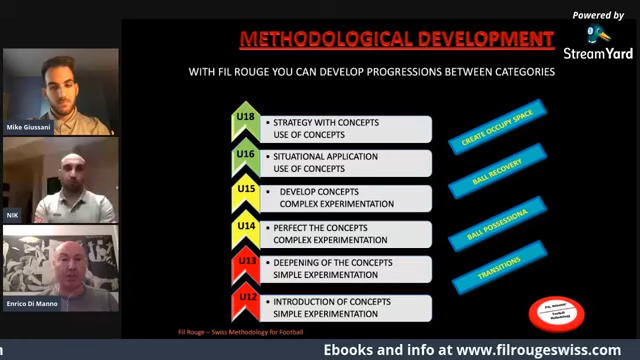 Powered by
StreamYard
METHODOLOGICAL DEVELOPMENT
WITH FIL ROUGE YOU CAN DEVELOP PROGRESSIONS BETWEEN CATEGORIES
U18
• STRATEGY WITH CONCEPTS
USE OF CONCEPTS
U16
• SITUATIONAL APPLICATION
USE OF CONCEPTS
U15
• DEVELOP CONCEPTS
COMPLEX EXPERIMENTATION
U14
• PERFECT THE CONCEPTS
COMPLEX EXPERIMENTATION
U13
• DEEPENING OF THE CONCEPTS
SIMPLE EXPERIMENTATION
U12
• INTRODUCTION OF CONCEPTS
SIMPLE EXPERIMENTATION
CREATE OCCUPY SPACE
BALL RECOVERY
BALL POSSESSIONA
TRANSITIONS
Mike Giussani
NIK
Enrico Di Manno
Fil Rouge – Swiss Methodology for Football
Ebooks and info at www.filrougeswiss.com